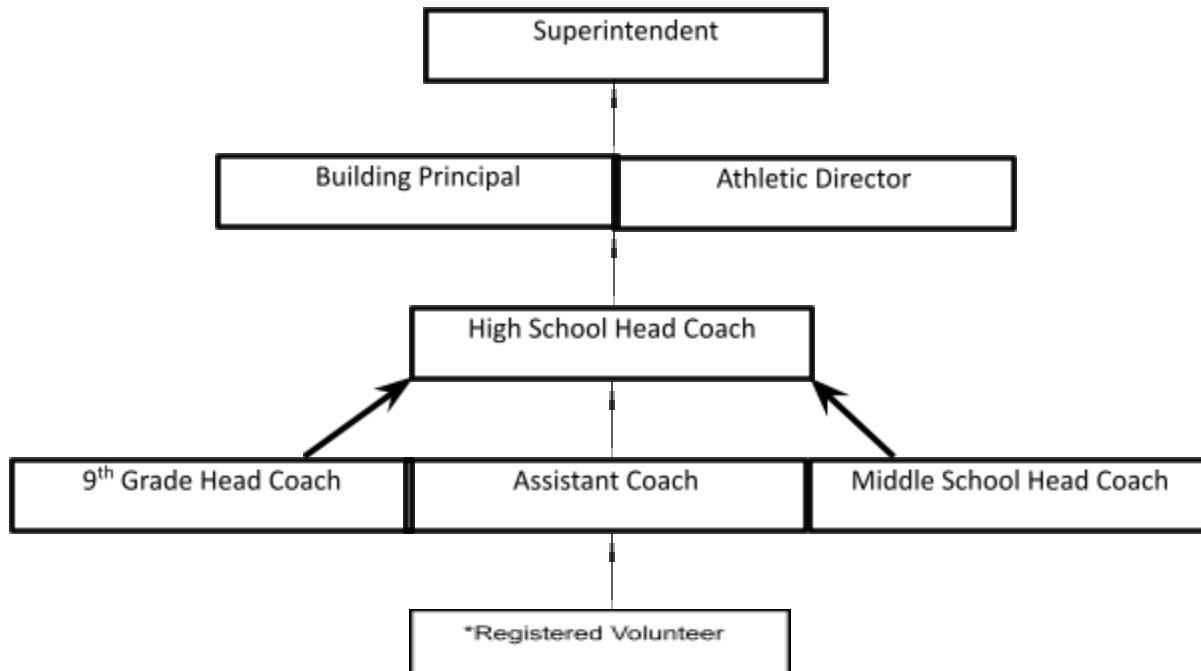 Superintendent
Building Principal
Athletic Director
High School Head Coach
9th Grade Head Coach
Assistant Coach
Middle School Head Coach
*Registered Volunteer